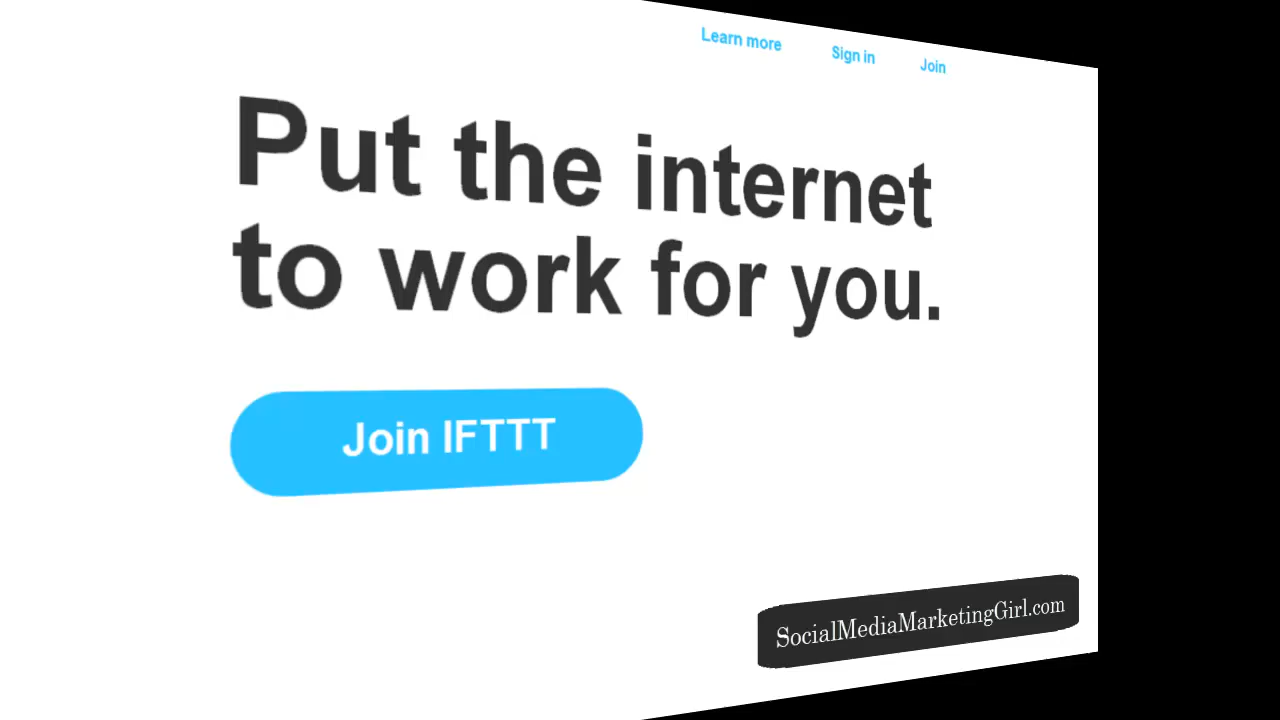 Learn more Sign in Join
Put the internet
to work for you.
Join IFTTT
SocialMediaMarketingGirl.com